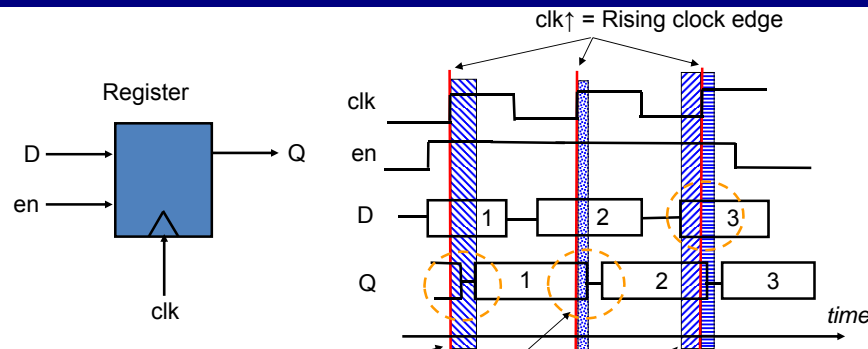 clk↑ = Rising clock edge
Register
D
en
Q
clk
clk
en
D
1
2
3
Q
1
2
3
time